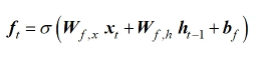 f_t = σ (W_{f,x} x_t + W_{f,h} h_{t−1} + b_f)